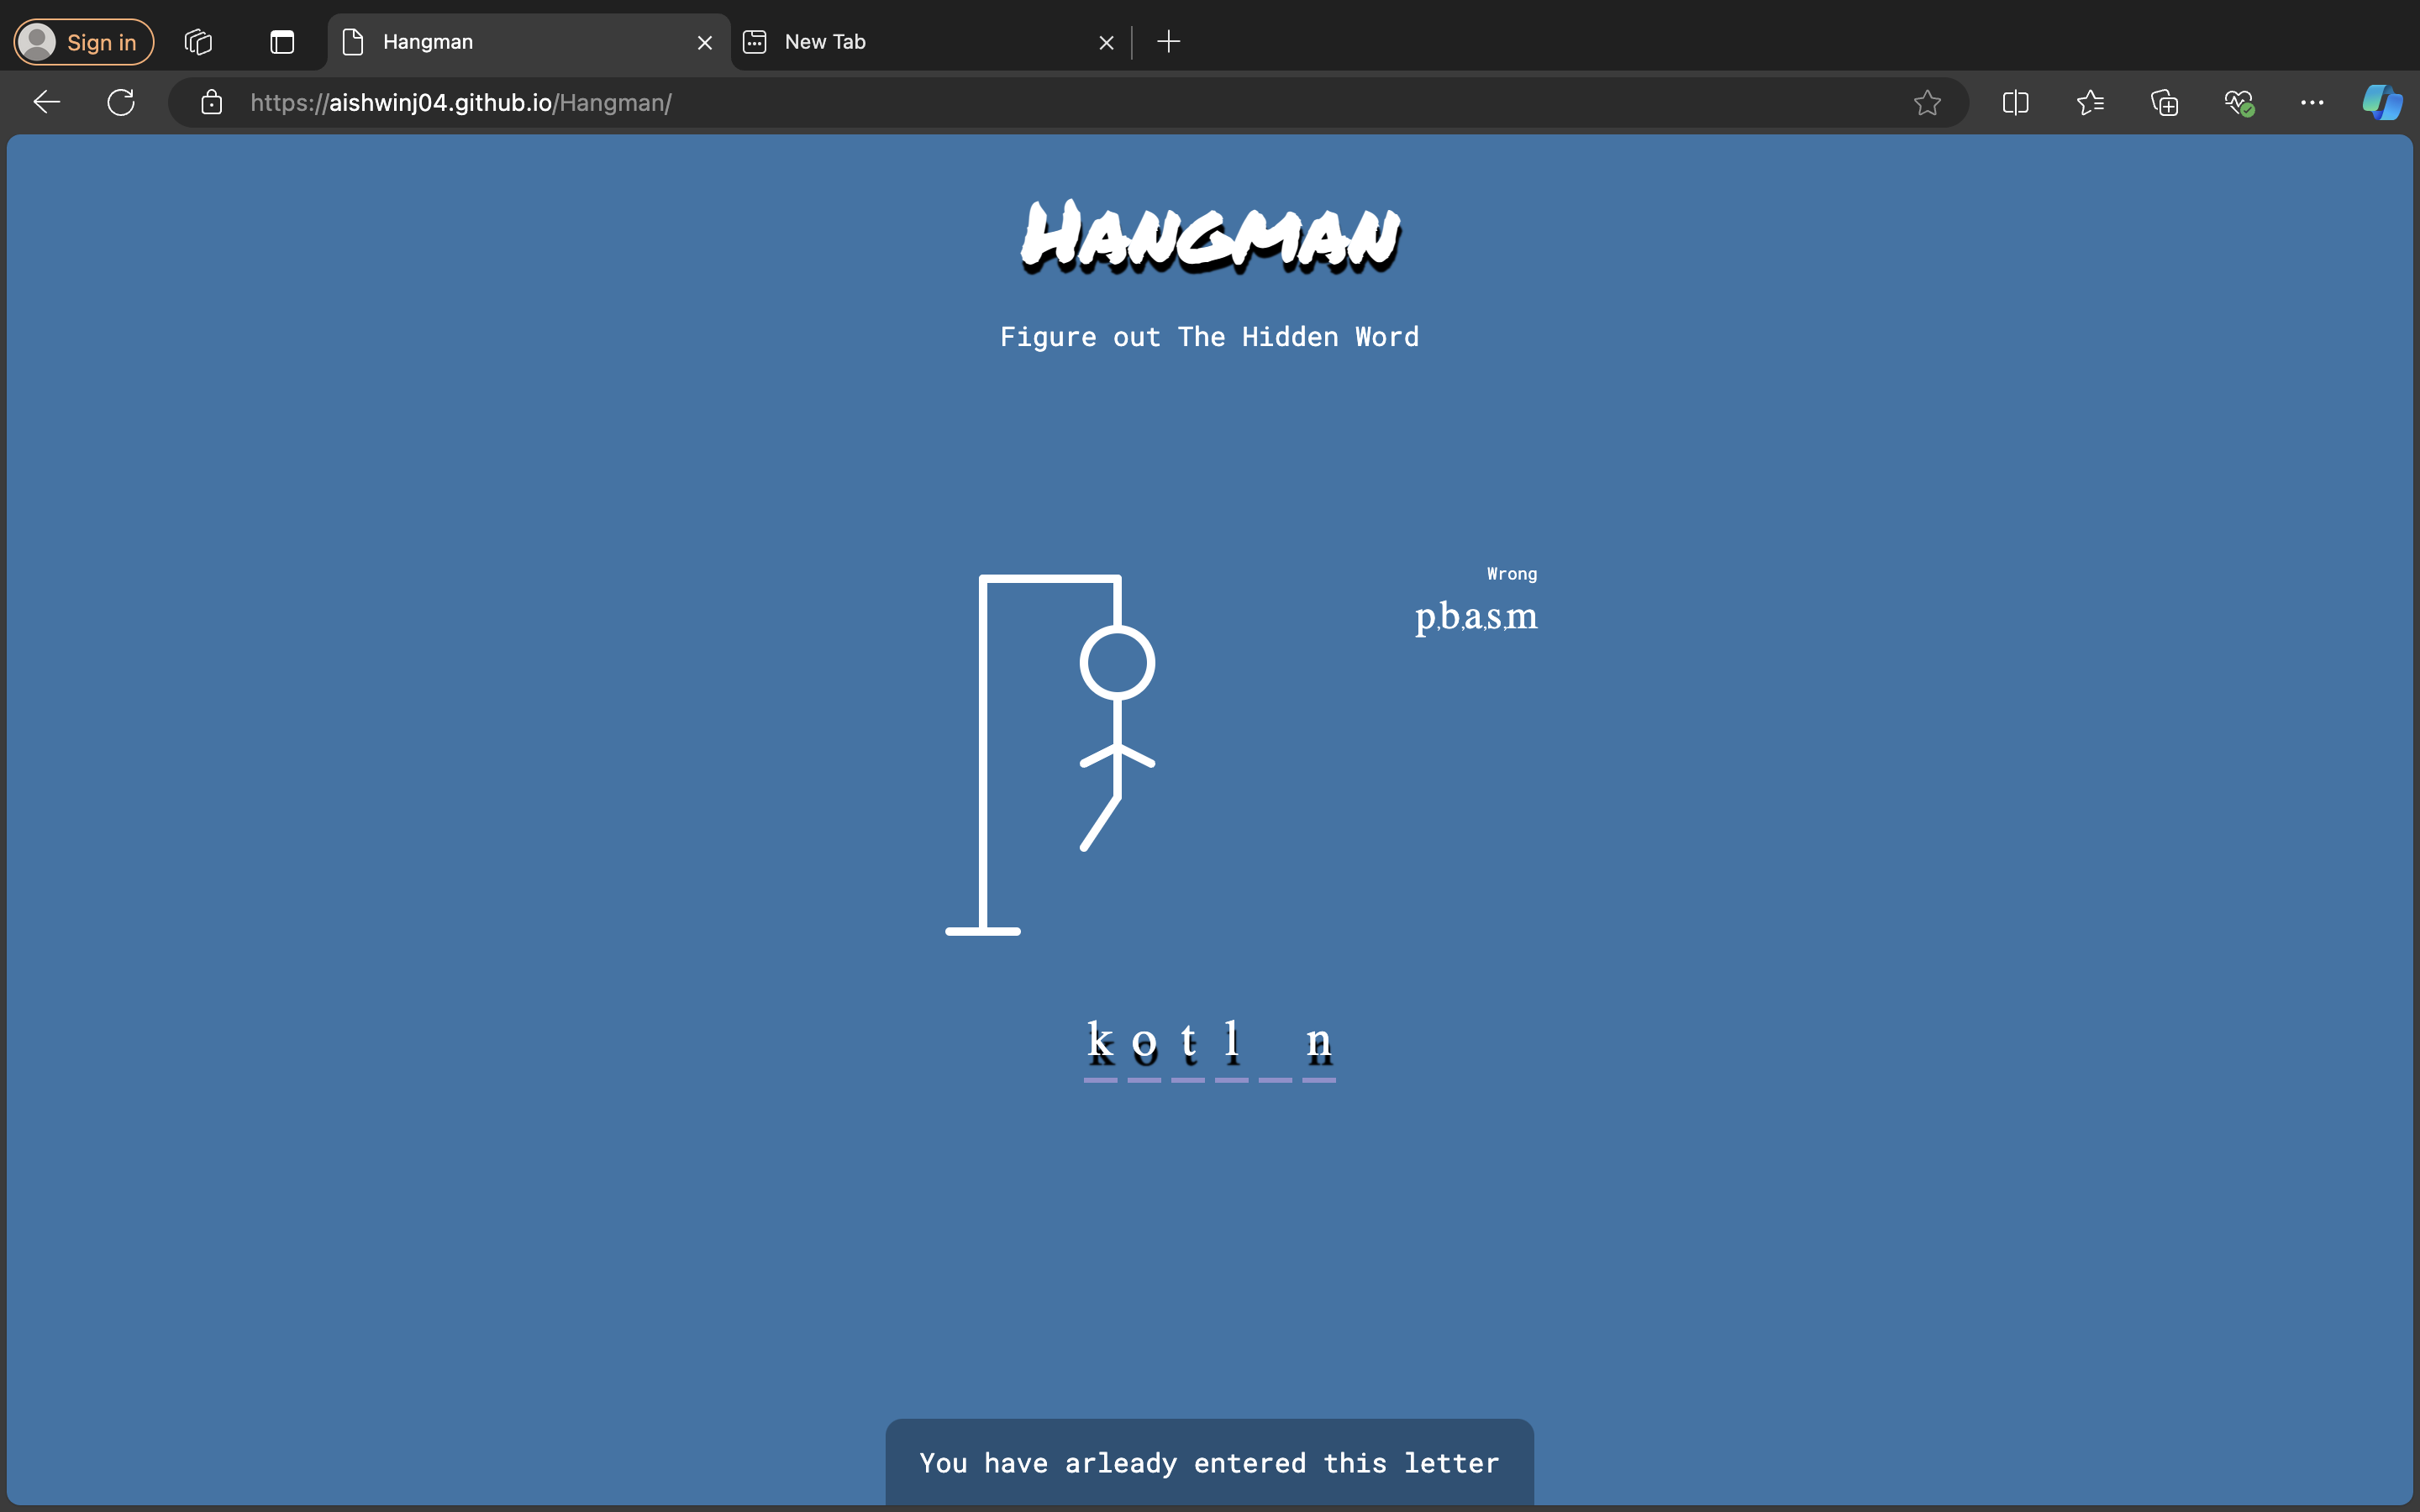 Sign in
Hangman
New Tab
https://aishwinj04.github.io/Hangman/
HANGMAN
Figure out The Hidden Word
Wrong
p,b,a,s,m
k o t l n
You have arleady entered this letter